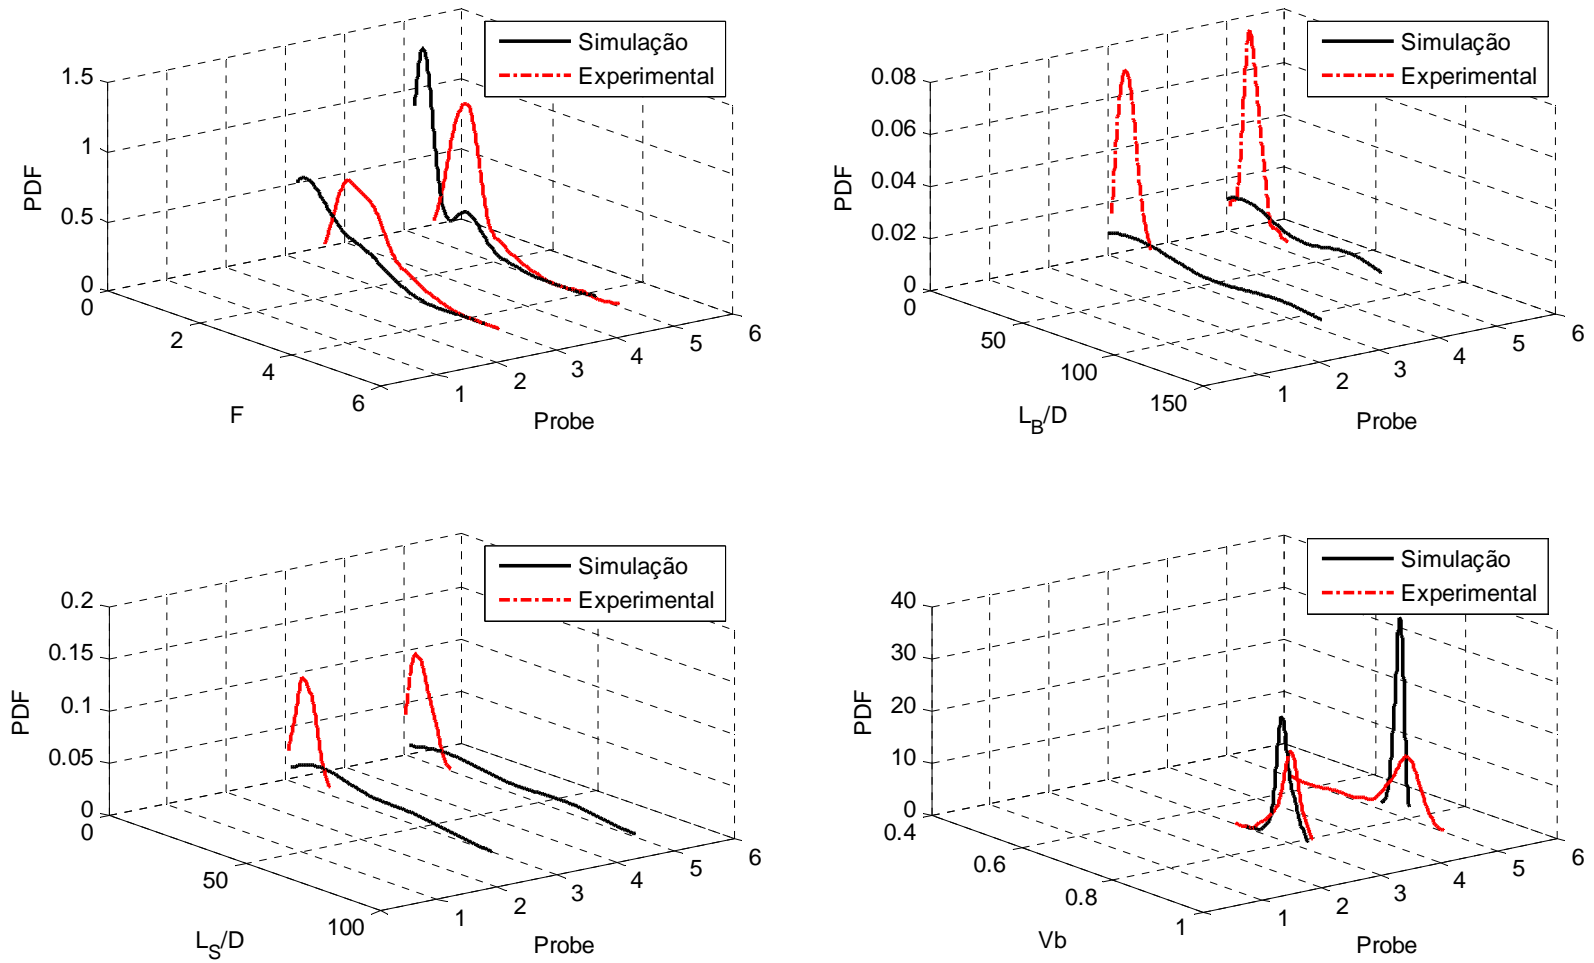 Simulação
Experimental
1.5
1
0.5
0
PDF
0
2
4
6
F
1
2
3
4
5
6
Probe
Simulação
Experimental
0.08
0.06
0.04
0.02
0
PDF
0
50
100
150
L_B/D
1
2
3
4
5
6
Probe
Simulação
Experimental
0.2
0.15
0.1
0.05
0
PDF
0
50
100
L_S/D
1
2
3
4
5
6
Probe
Simulação
Experimental
40
30
20
10
0
PDF
0.4
0.6
0.8
1
Vb
1
2
3
4
5
6
Probe